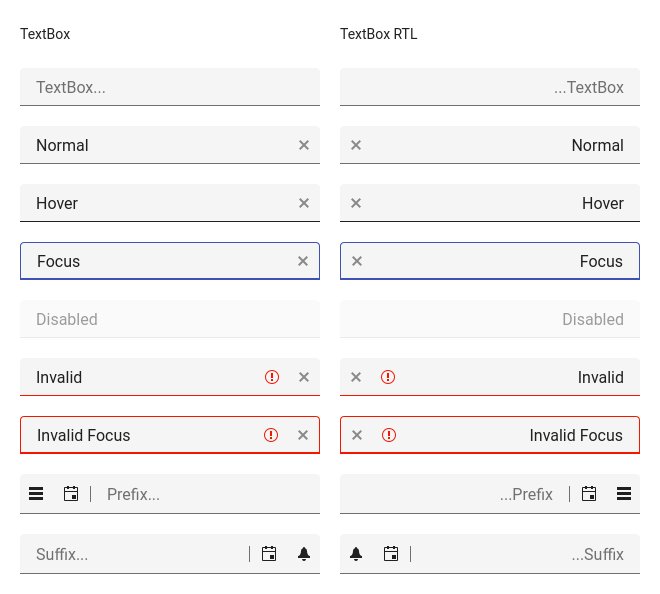 TextBox
TextBox RTL
TextBox...
...TextBox
Normal
Normal
Hover
Hover
Focus
Focus
Disabled
Disabled
Invalid
Invalid
Invalid Focus
Invalid Focus
Prefix...
...Prefix
Suffix...
...Suffix